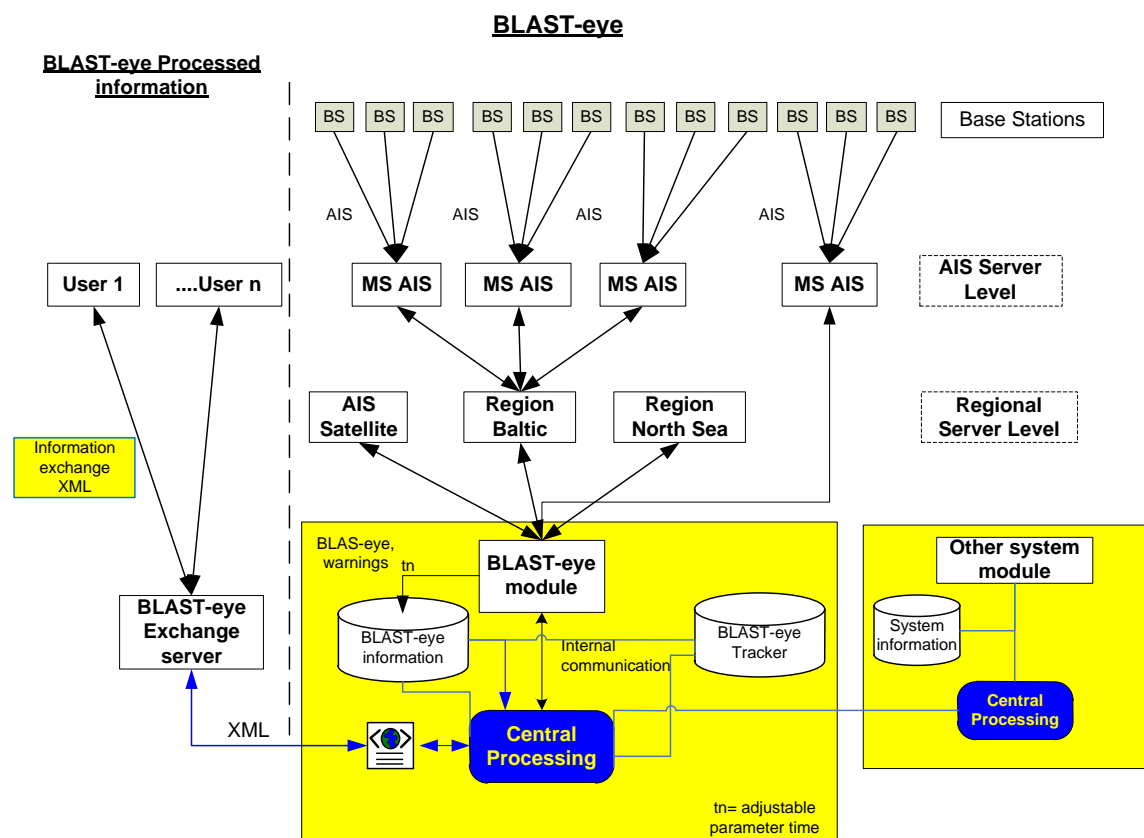 BLAST-eye
BLAST-eye Processed
information
BS BS BS BS BS BS BS BS BS BS BS BS
Base Stations
AIS AIS AIS AIS
User 1
....User n
MS AIS MS AIS MS AIS MS AIS
AIS Server
Level
AIS
Satellite
Region
Baltic
Region
North Sea
Regional
Server Level
Information
exchange
XML
BLAS-eye,
warnings
tn
BLAST-eye
module
Other system
module
BLAST-eye
Exchange
server
BLAST-eye
information
Internal
communication
BLAST-eye
Tracker
System
information
Central
Processing
XML
Central
Processing
tn= adjustable
parameter time